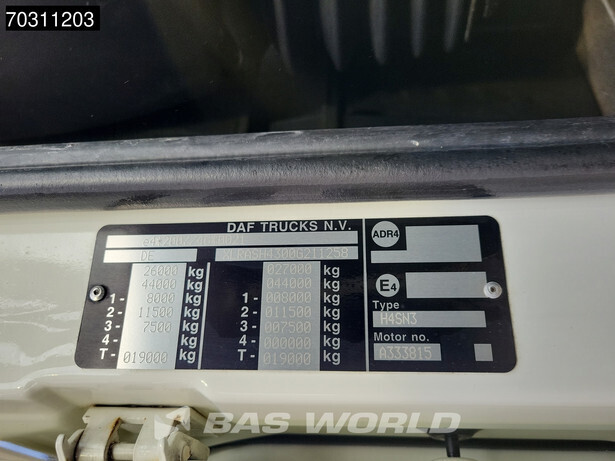 70311203
DAF TRUCKS N.V.
DE
26000 kg 027000 kg
44000 kg 044000 kg
1- 8000 kg 1- 008000 kg
2- 11500 kg 2- 011500 kg
3- 7500 kg 3- 007500 kg
4- kg 4- 000000 kg
T- 019000 kg T- 019000 kg
ADR4
E4
Type
H4SN3
Motor no.
A333815
BAS WORLD